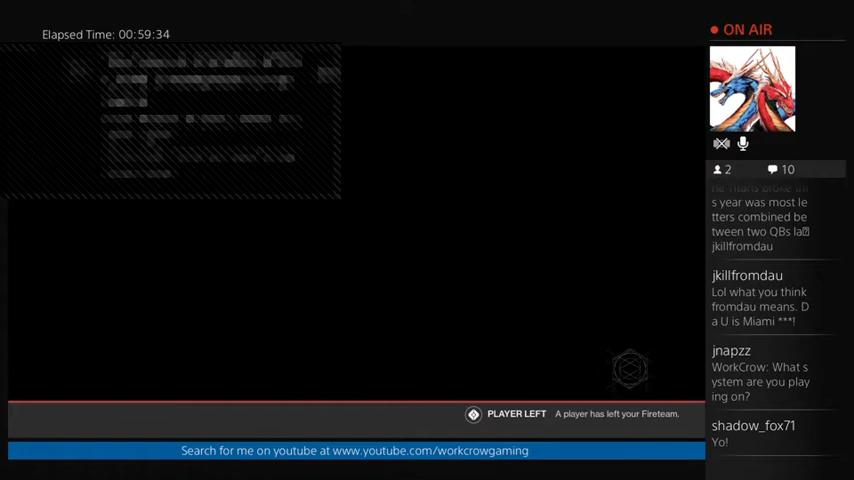 Elapsed Time: 00:59:34
ON AIR
2
10
s year was most le
tters combined be
tween two QBs la
jkillfromdau
jkillfromdau
Lol what you think
fromdau means. D
a U is Miami ***!
jnapzz
WorkCrow: What s
ystem are you play
ing on?
shadow_fox71
Yo!
PLAYER LEFT A player has left your Fireteam.
Search for me on youtube at www.youtube.com/workcrowgaming